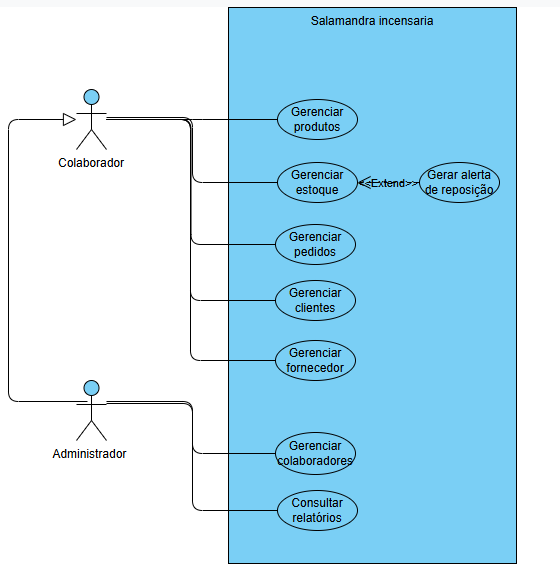 Salamandra incensaria
Gerenciar
produtos
Colaborador
Gerenciar
estoque
<<Extend>>
Gerar alerta
de reposição
Gerenciar
pedidos
Gerenciar
clientes
Gerenciar
fornecedor
Administrador
Gerenciar
colaboradores
Consultar
relatórios